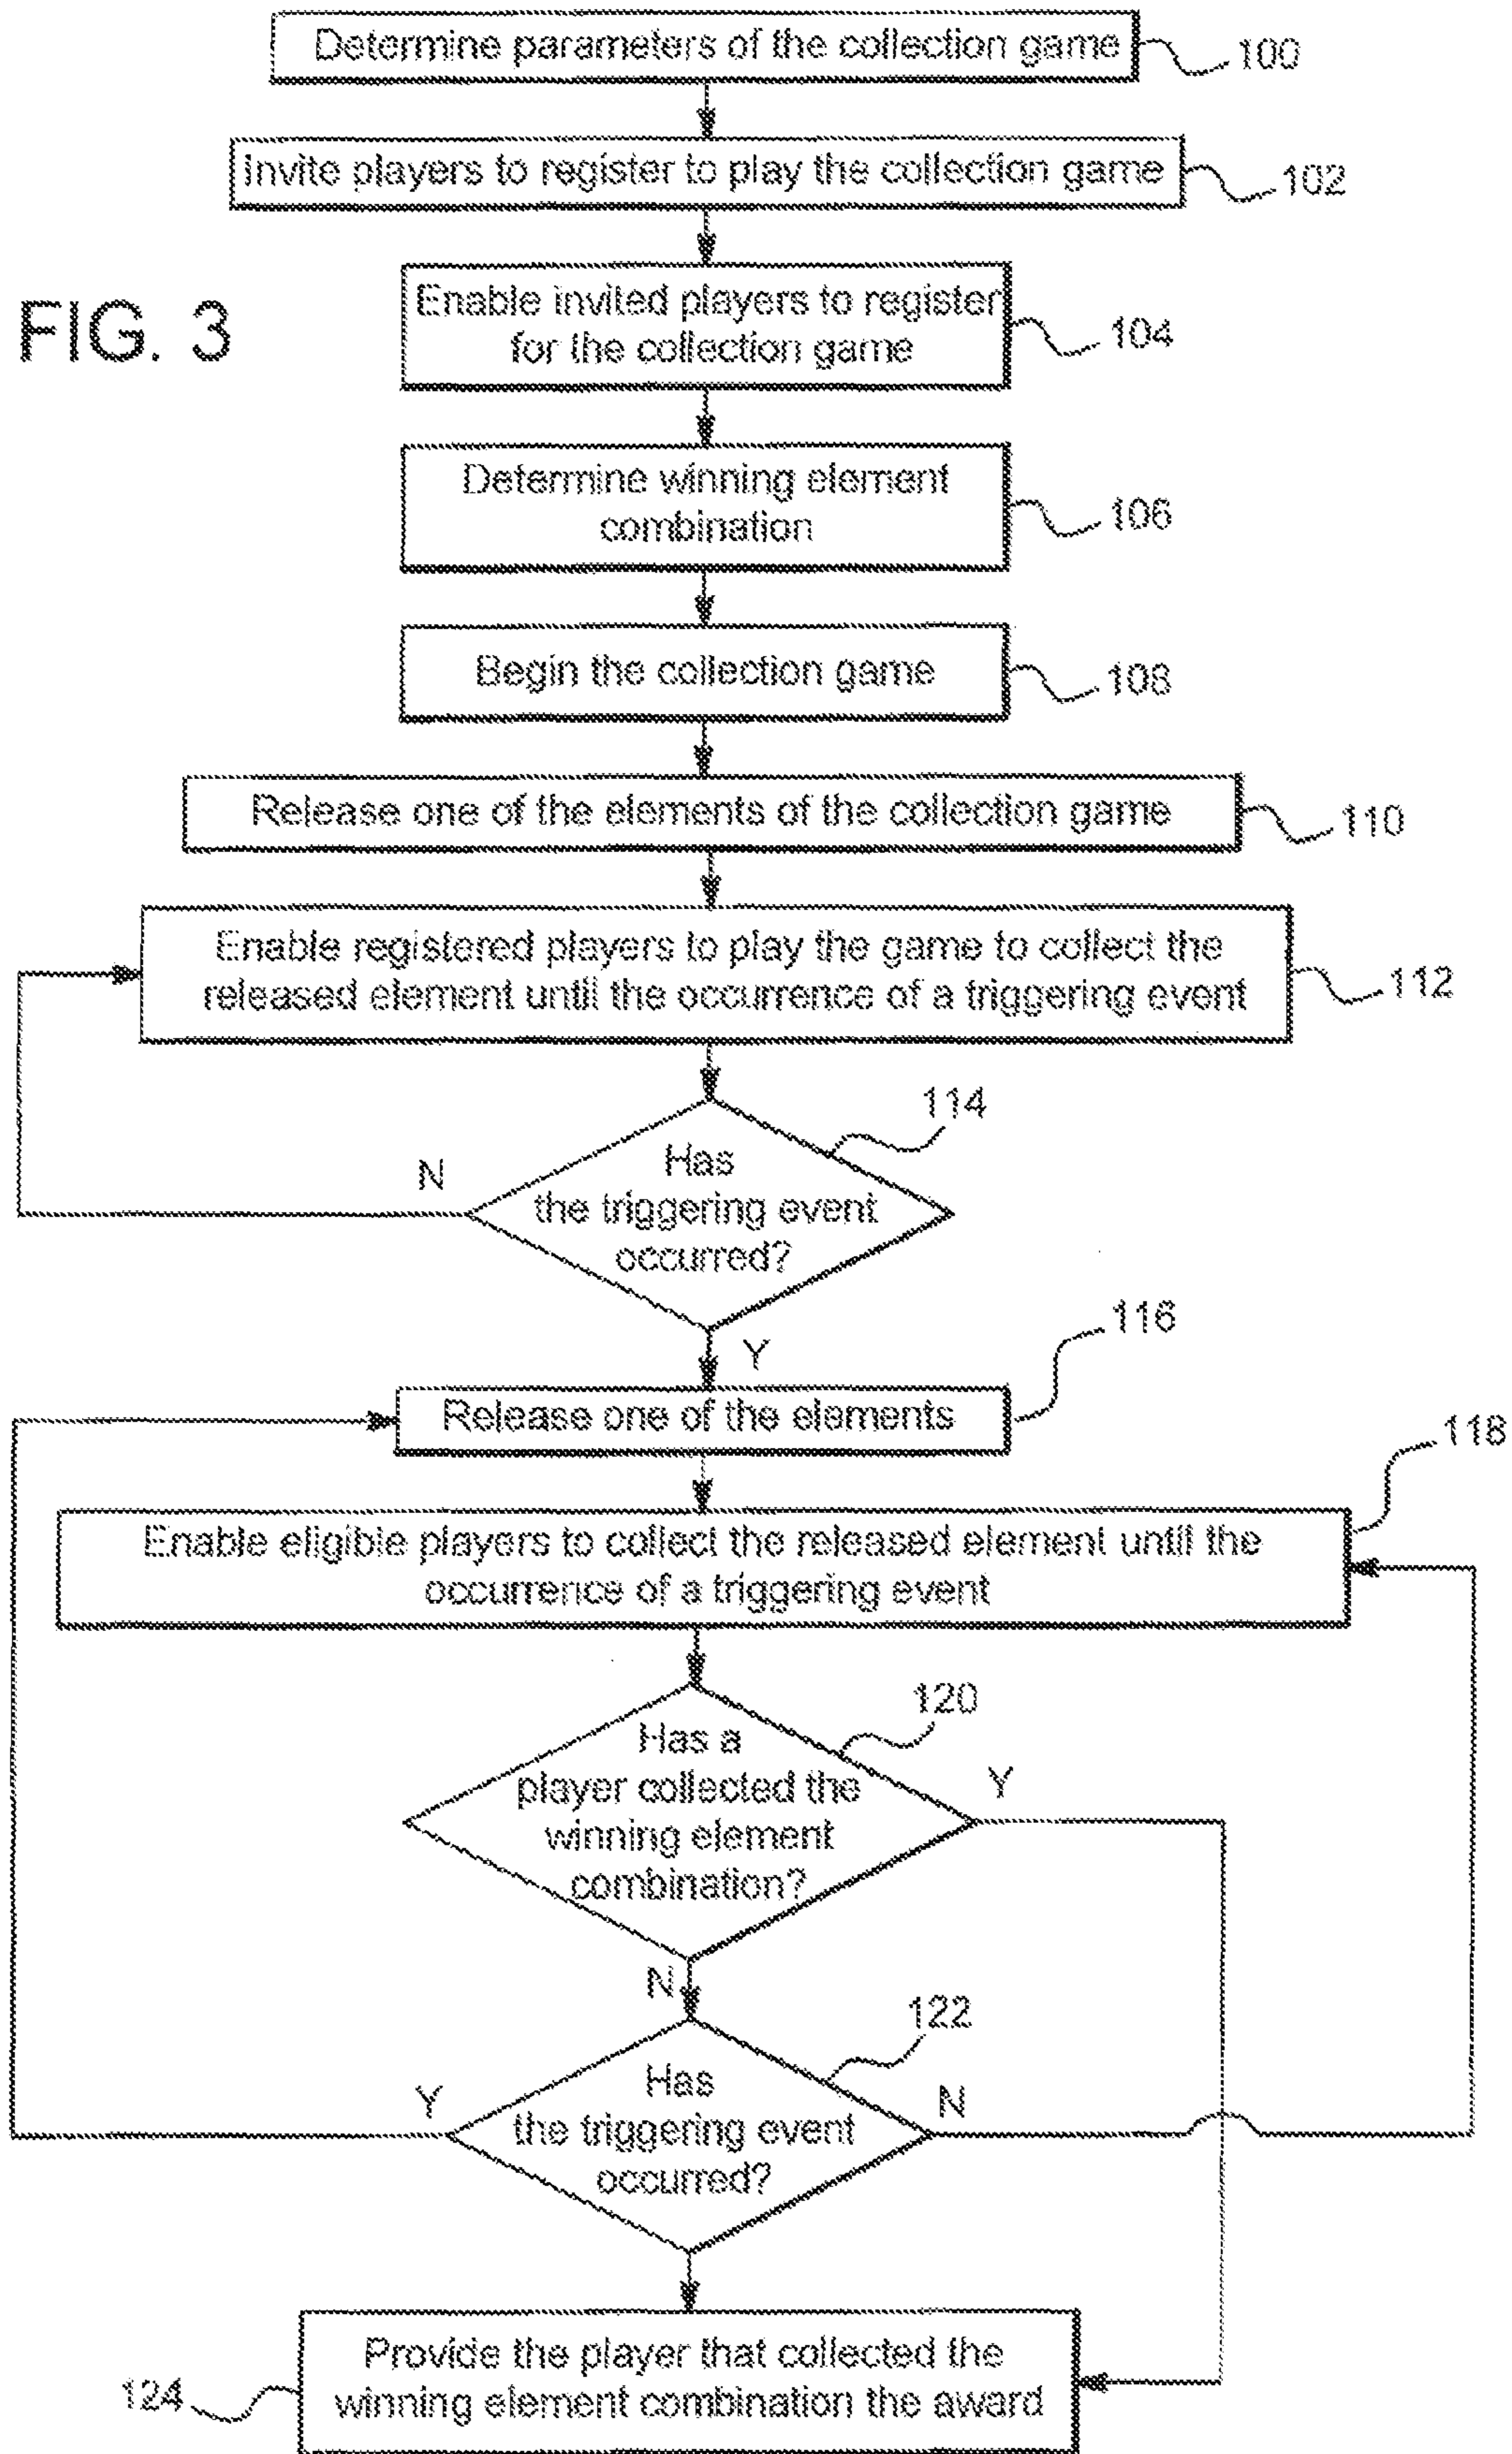 Determine parameters of the collection game
100
Invite players to register to play the collection game
102
FIG. 3
Enable invited players to register
for the collection game
104
Determine winning element
combination
106
Begin the collection game
108
Release one of the elements of the collection game
110
Enable registered players to play the game to collect the
released element until the occurrence of a triggering event
112
114
Has
the triggering event
occurred?
N
Y
116
Release one of the elements
118
Enable eligible players to collect the released element until the
occurrence of a triggering event
120
Has a
player collected the
winning element
combination?
Y
N
122
Has
the triggering event
occurred?
Y
N
Provide the player that collected the
winning element combination the award
124